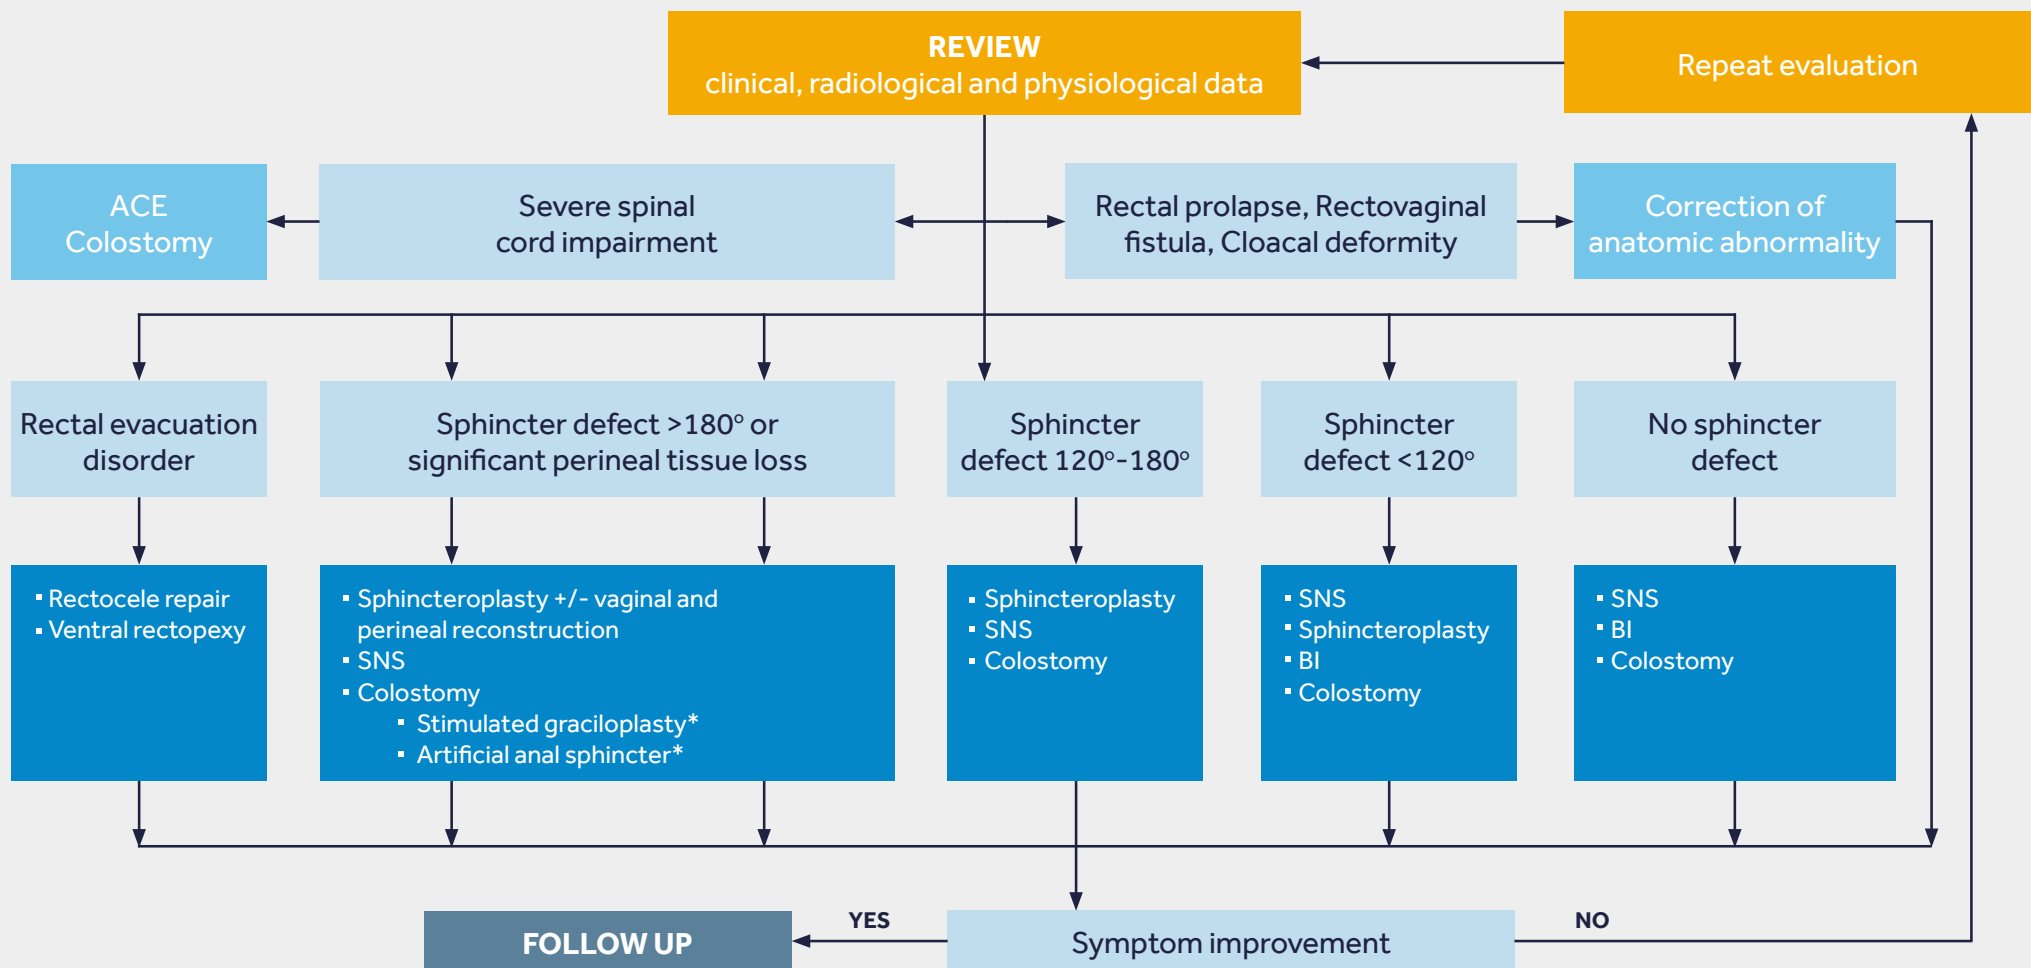 REVIEW
clinical, radiological and physiological data
Repeat evaluation
ACE
Colostomy
Severe spinal
cord impairment
Rectal prolapse, Rectovaginal
fistula, Cloacal deformity
Correction of
anatomic abnormality
Rectal evacuation
disorder
Sphincter defect >180° or
significant perineal tissue loss
Sphincter
defect 120°-180°
Sphincter
defect <120°
No sphincter
defect
▪ Rectocele repair
▪ Ventral rectopexy
▪ Sphincteroplasty +/- vaginal and
perineal reconstruction
▪ SNS
▪ Colostomy
▪ Stimulated graciloplasty*
▪ Artificial anal sphincter*
▪ Sphincteroplasty
▪ SNS
▪ Colostomy
▪ SNS
▪ Sphincteroplasty
▪ BI
▪ Colostomy
▪ SNS
▪ BI
▪ Colostomy
FOLLOW UP
YES
Symptom improvement
NO